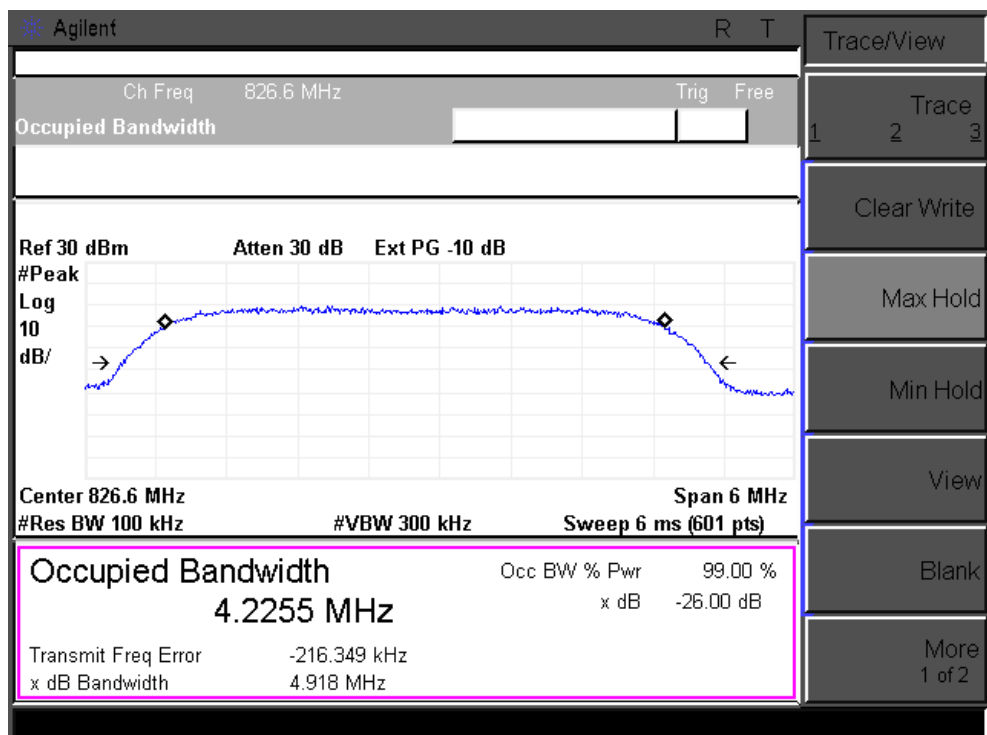 Agilent R T
Ch Freq 826.6 MHz Trig Free
Occupied Bandwidth
Ref 30 dBm Atten 30 dB Ext PG -10 dB
#Peak
Log
10
dB/
Center 826.6 MHz Span 6 MHz
#Res BW 100 kHz #VBW 300 kHz Sweep 6 ms (601 pts)
Occupied Bandwidth Occ BW % Pwr 99.00 %
4.2255 MHz x dB -26.00 dB
Transmit Freq Error -216.349 kHz
x dB Bandwidth 4.918 MHz
Trace/View
Trace
1 2 3
Clear Write
Max Hold
Min Hold
View
Blank
More
1 of 2